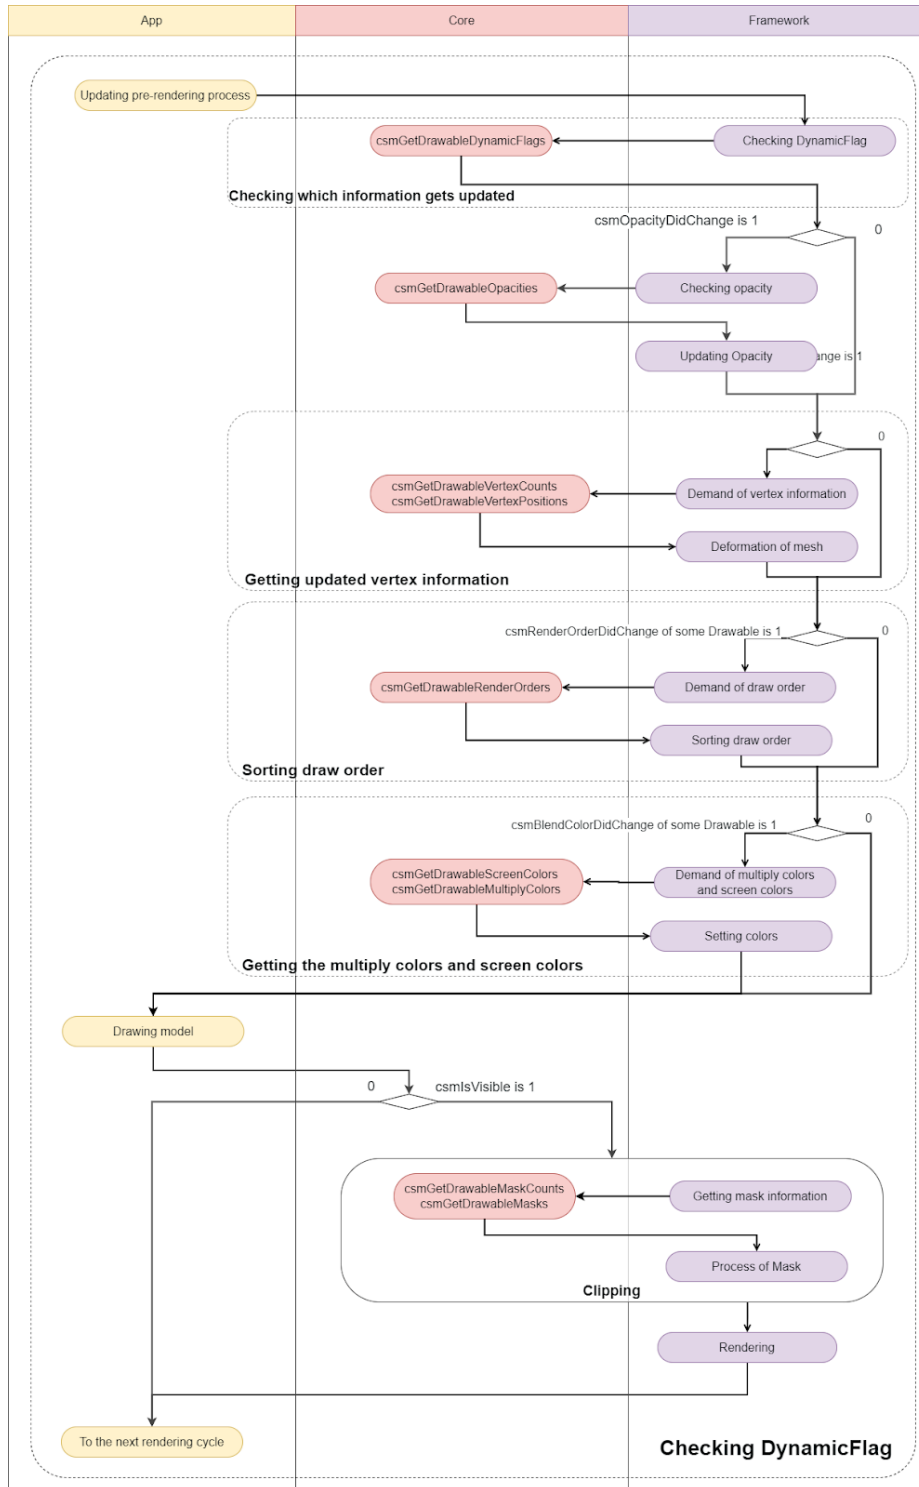 App
Core
Framework
Updating pre-rendering process
csmGetDrawableDynamicFlags
Checking DynamicFlag
Checking which information gets updated
csmOpacityDidChange is 1
0
csmGetDrawableOpacities
Checking opacity
Updating Opacity
ange is 1
0
csmGetDrawableVertexCounts
csmGetDrawableVertexPositions
Demand of vertex information
Deformation of mesh
Getting updated vertex information
csmRenderOrderDidChange of some Drawable is 1
0
csmGetDrawableRenderOrders
Demand of draw order
Sorting draw order
Sorting draw order
csmBlendColorDidChange of some Drawable is 1
0
csmGetDrawableScreenColors
csmGetDrawableMultiplyColors
Demand of multiply colors
and screen colors
Setting colors
Getting the multiply colors and screen colors
Drawing model
0
csmIsVisible is 1
csmGetDrawableMaskCounts
csmGetDrawableMasks
Getting mask information
Process of Mask
Clipping
Rendering
To the next rendering cycle
Checking DynamicFlag